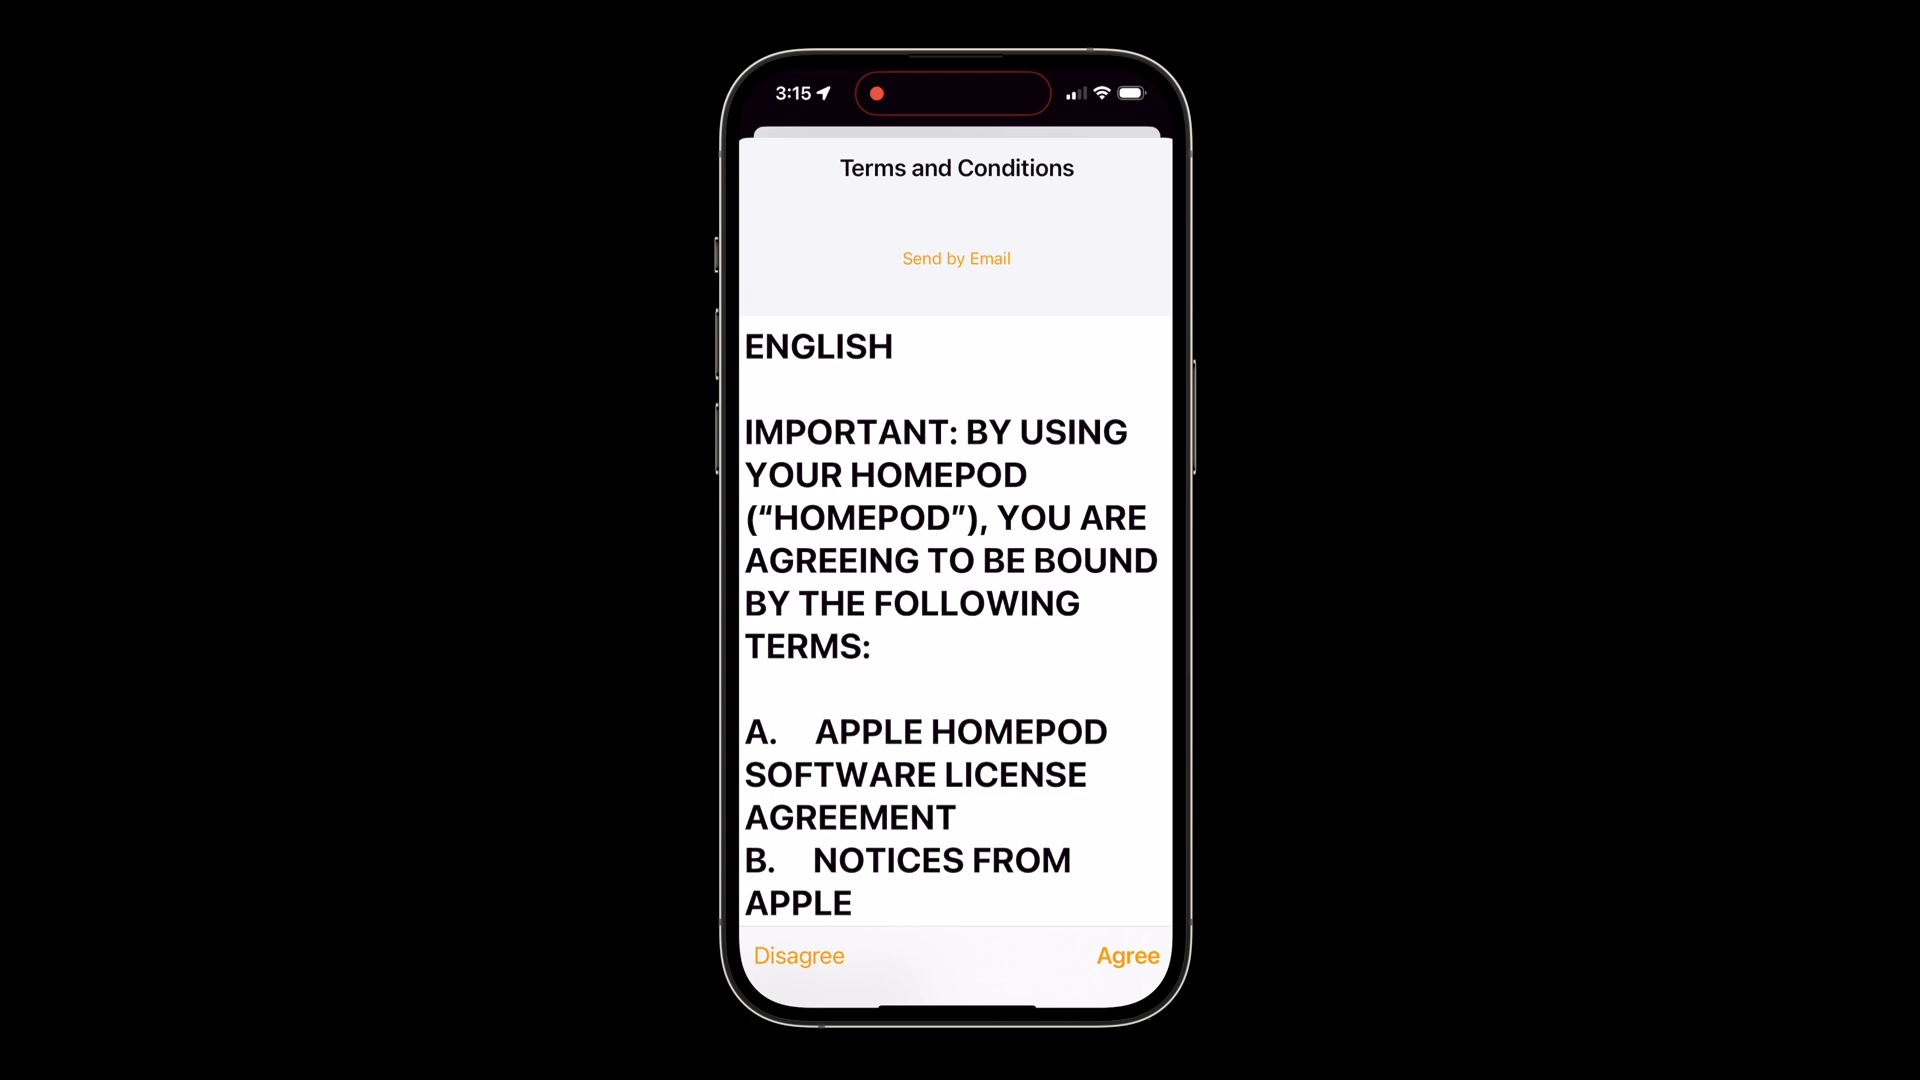 3:15
Terms and Conditions
Send by Email
ENGLISH
IMPORTANT: BY USING
YOUR HOMEPOD
(“HOMEPOD”), YOU ARE
AGREEING TO BE BOUND
BY THE FOLLOWING
TERMS:
A. APPLE HOMEPOD
SOFTWARE LICENSE
AGREEMENT
B. NOTICES FROM
APPLE
Disagree
Agree